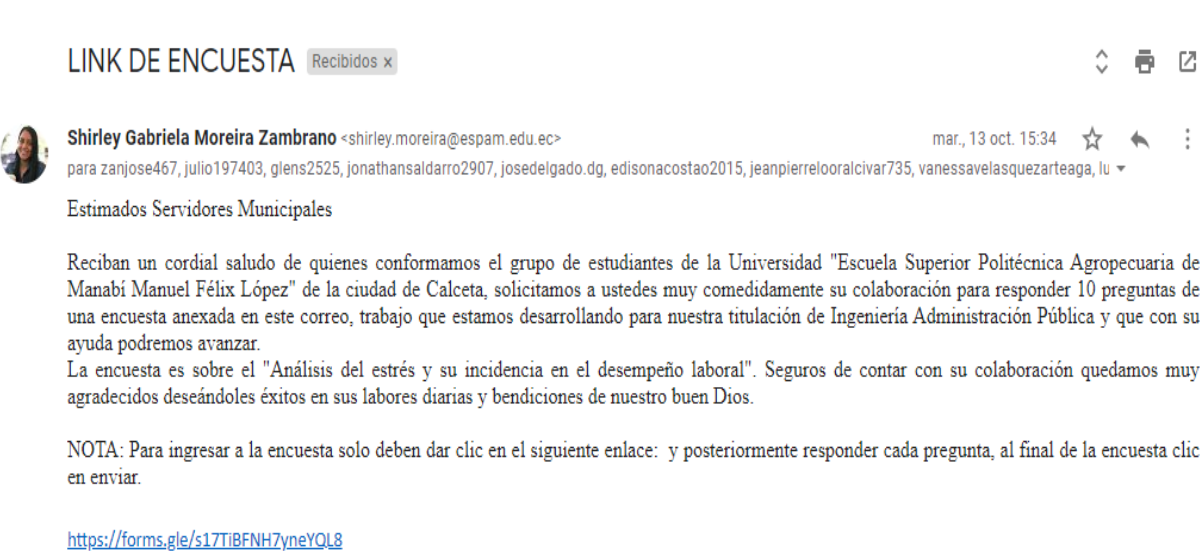 LINK DE ENCUESTA Recibidos x
Shirley Gabriela Moreira Zambrano <shirley.moreira@espam.edu.ec> mar., 13 oct. 15:34
para zanjose467, julio197403, glens2525, jonathansaldarro2907, josedelgado.dg, edisonacostao2015, jeanpierrelooralcivar735, vanessavelasquezarteaga, lu
Estimados Servidores Municipales
Reciban un cordial saludo de quienes conformamos el grupo de estudiantes de la Universidad "Escuela Superior Politécnica Agropecuaria de
Manabí Manuel Félix López" de la ciudad de Calceta, solicitamos a ustedes muy comedidamente su colaboración para responder 10 preguntas de
una encuesta anexada en este correo, trabajo que estamos desarrollando para nuestra titulación de Ingeniería Administración Pública y que con su
ayuda podremos avanzar.
La encuesta es sobre el "Análisis del estrés y su incidencia en el desempeño laboral". Seguros de contar con su colaboración quedamos muy
agradecidos deseándoles éxitos en sus labores diarias y bendiciones de nuestro buen Dios.
NOTA: Para ingresar a la encuesta solo deben dar clic en el siguiente enlace:  y posteriormente responder cada pregunta, al final de la encuesta clic
en enviar.
https://forms.gle/s17TiBFNH7yneYQL8